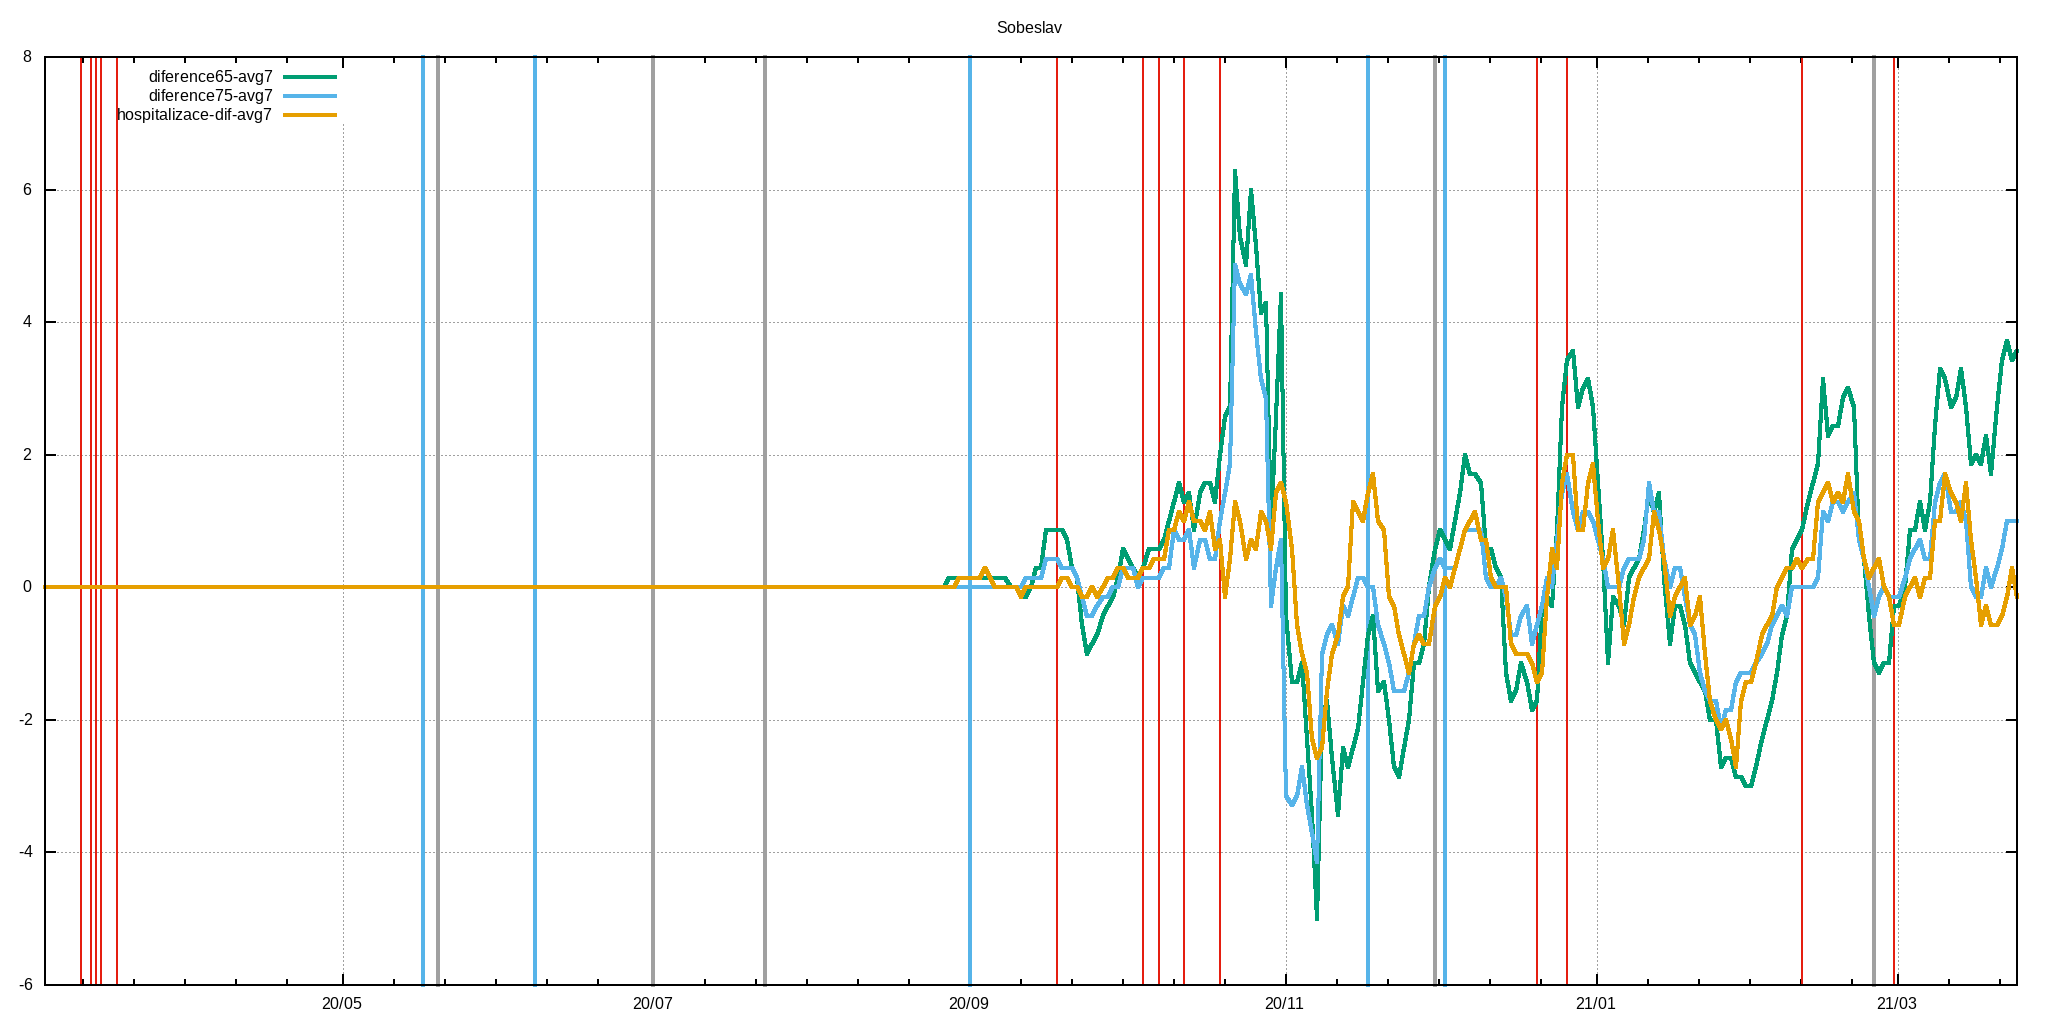 Sobeslav
8
diference65-avg7
diference75-avg7
hospitalizace-dif-avg7
6
4
2
0
-2
-4
-6
20/05 20/07 20/09 20/11 21/01 21/03